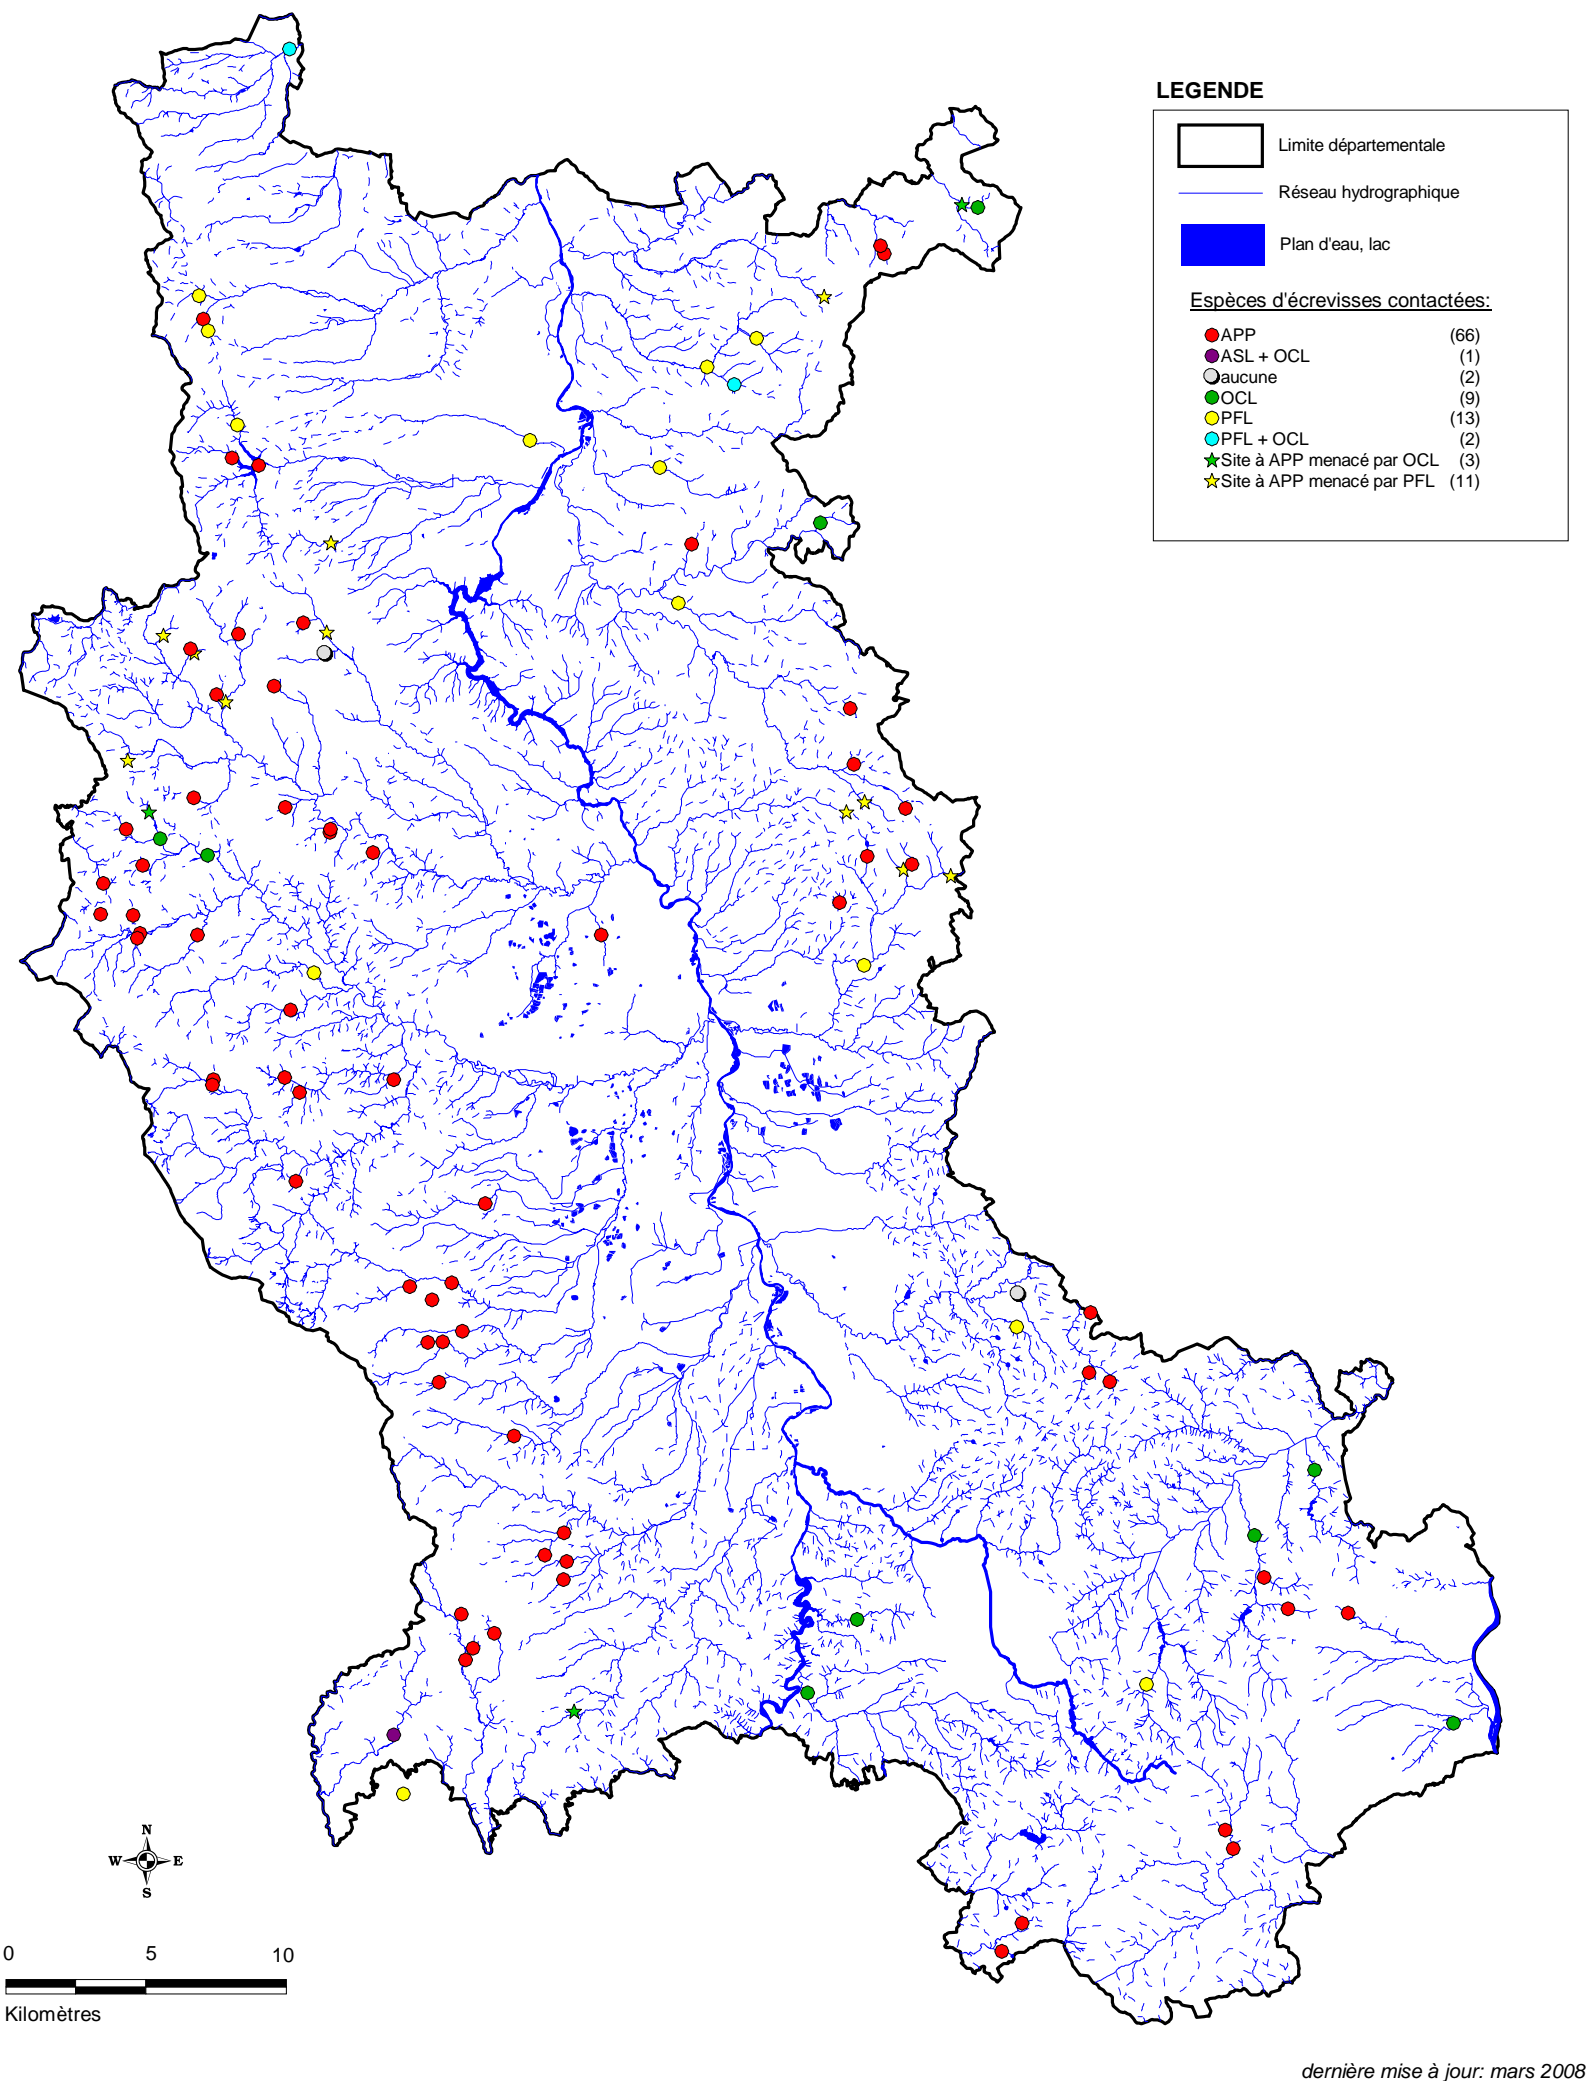 LEGENDE
Limite départementale
Réseau hydrographique
Plan d'eau, lac
Espèces d'écrevisses contactées:
APP (66)
ASL + OCL (1)
aucune (2)
OCL (9)
PFL (13)
PFL + OCL (2)
Site à APP menacé par OCL (3)
Site à APP menacé par PFL (11)
N
W E
S
0 5 10
Kilomètres
dernière mise à jour: mars 2008